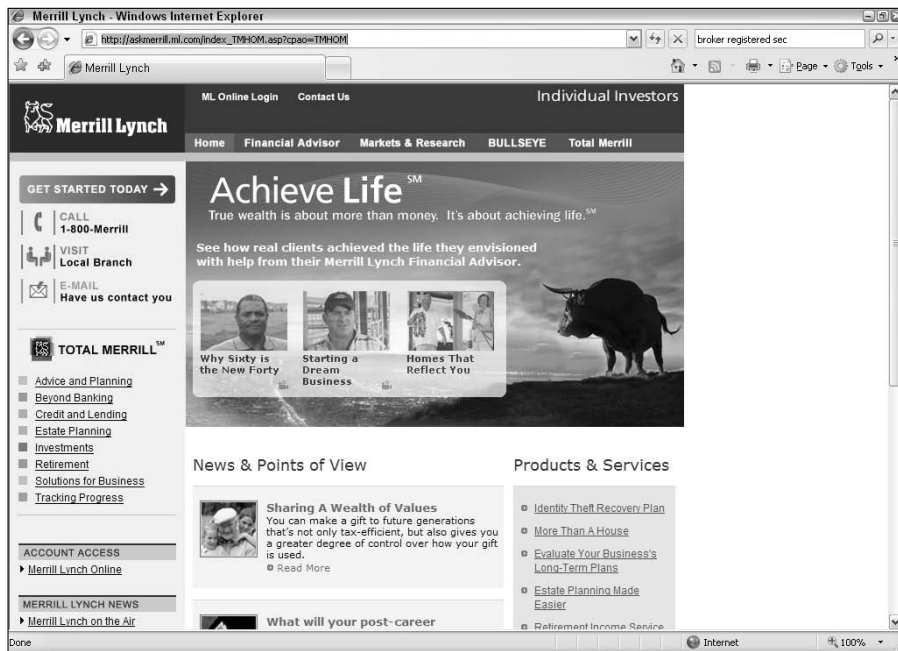 Merrill Lynch - Windows Internet Explorer
http://askmerrill.ml.com/index_TMHOM.asp?cpao=TMHOM
broker registered sec
Merrill Lynch
Page
Tools
Merrill Lynch
ML Online Login Contact Us
Individual Investors
Home Financial Advisor Markets & Research BULLSEYE Total Merrill
GET STARTED TODAY
CALL
1-800-Merrill
VISIT
Local Branch
E-MAIL
Have us contact you
TOTAL MERRILL SM
Advice and Planning
Beyond Banking
Credit and Lending
Estate Planning
Investments
Retirement
Solutions for Business
Tracking Progress
ACCOUNT ACCESS
Merrill Lynch Online
MERRILL LYNCH NEWS
Merrill Lynch on the Air
Achieve Life SM
True wealth is about more than money. It's about achieving life. SM
See how real clients achieved the life they envisioned
with help from their Merrill Lynch Financial Advisor.
Why Sixty is
the New Forty
Starting a
Dream
Business
Homes That
Reflect You
News & Points of View
Sharing A Wealth of Values
You can make a gift to future generations
that's not only tax-efficient, but also gives you
a greater degree of control over how your gift
is used.
Read More
What will your post-career
Products & Services
Identity Theft Recovery Plan
More Than A House
Evaluate Your Business's
Long-Term Plans
Estate Planning Made
Easier
Retirement Income Service
Done
Internet
100%